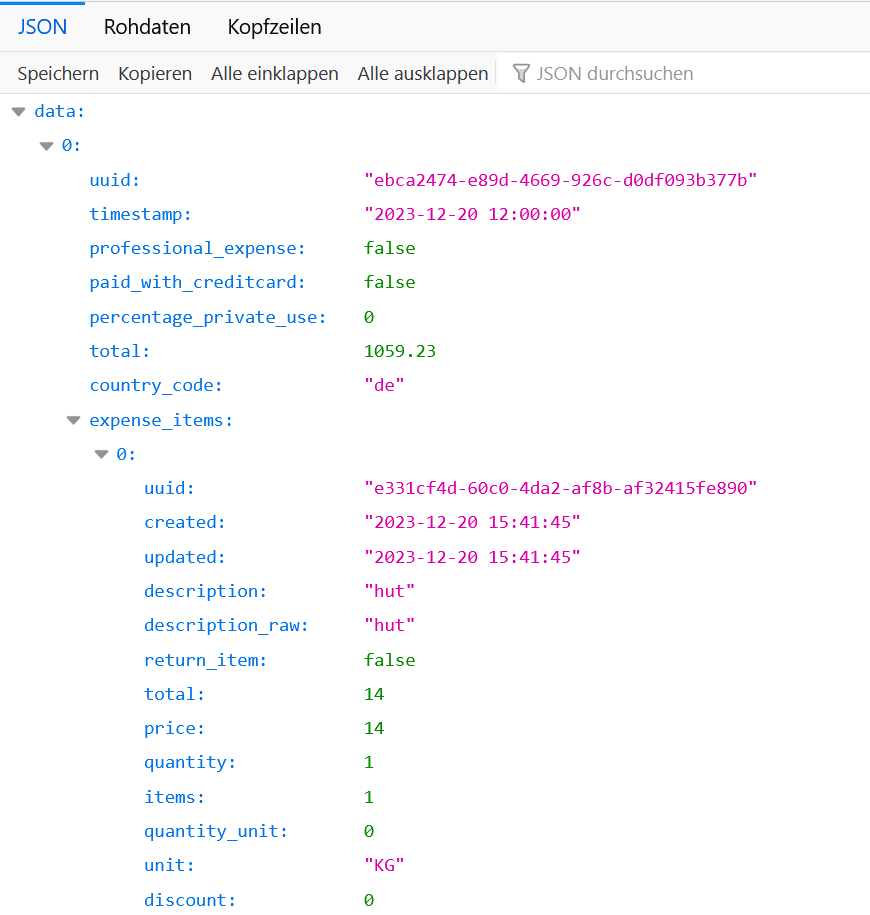 JSON Rohdaten Kopfzeilen
Speichern Kopieren Alle einklappen Alle ausklappen JSON durchsuchen
data:
0:
uuid: "ebca2474-e89d-4669-926c-d0df093b377b"
timestamp: "2023-12-20 12:00:00"
professional_expense: false
paid_with_creditcard: false
percentage_private_use: 0
total: 1059.23
country_code: "de"
expense_items:
0:
uuid: "e331cf4d-60c0-4da2-af8b-af32415fe890"
created: "2023-12-20 15:41:45"
updated: "2023-12-20 15:41:45"
description: "hut"
description_raw: "hut"
return_item: false
total: 14
price: 14
quantity: 1
items: 1
quantity_unit: 0
unit: "KG"
discount: 0